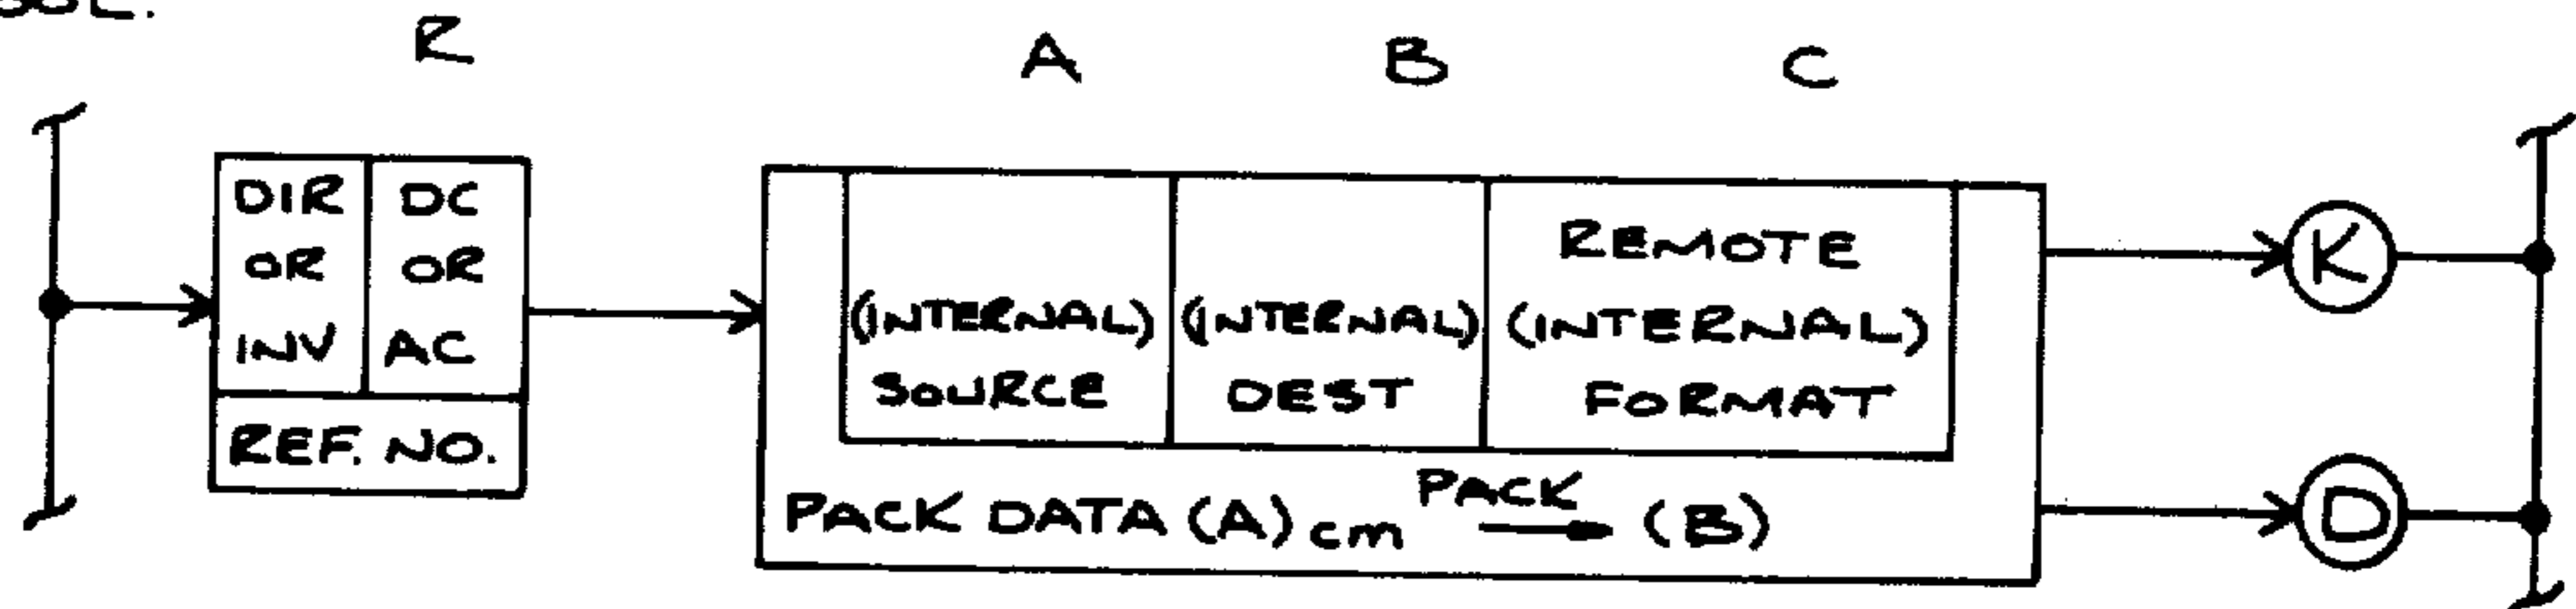 R A B C
DIR DC
OR OR
INV AC
REF. NO.
(INTERNAL) (INTERNAL) REMOTE (INTERNAL)
SOURCE DEST FORMAT
PACK DATA (A) cm PACK (B)
K
D